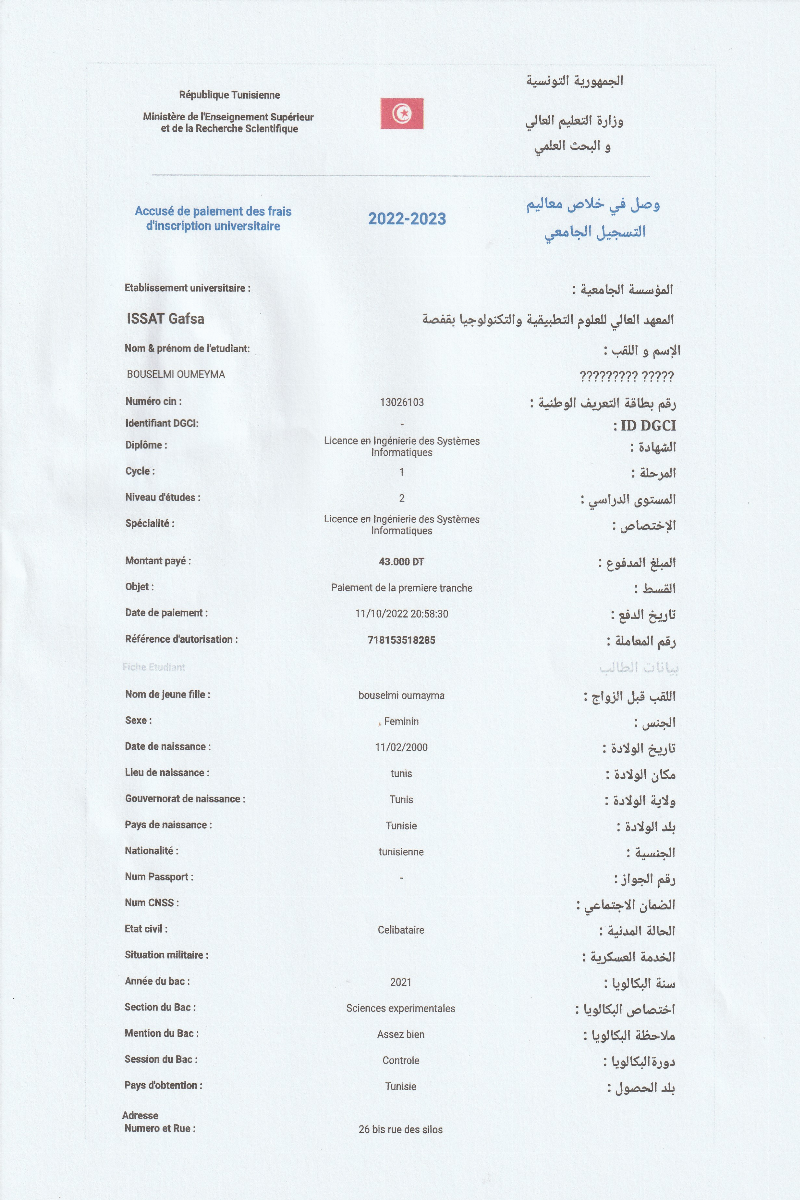 République Tunisienne
Ministère de l'Enseignement Supérieur
et de la Recherche Scientifique
الجمهورية التونسية
وزارة التعليم العالي
و البحث العلمي
Accusé de paiement des frais
d'inscription universitaire
2022-2023
وصل في خلاص معاليم
التسجيل الجامعي
Etablissement universitaire : المؤسسة الجامعية :
ISSAT Gafsa المعهد العالي للعلوم التطبيقية والتكنولوجيا بقفصة
Nom & prénom de l'etudiant: الإسم و اللقب :
BOUSELMI OUMEYMA ????????? ?????
Numéro cin : 13026103 رقم بطاقة التعريف الوطنية :
Identifiant DGCI: - ID DGCI :
Diplôme : Licence en Ingénierie des Systèmes الشهادة :
Informatiques
Cycle : 1 المرحلة :
Niveau d'études : 2 المستوى الدراسي :
Spécialité : Licence en Ingénierie des Systèmes الإختصاص :
Informatiques
Montant payé : 43.000 DT المبلغ المدفوع :
Objet : Paiement de la premiere tranche القسط :
Date de paiement : 11/10/2022 20:58:30 تاريخ الدفع :
Référence d'autorisation : 718153518285 رقم المعاملة :
Fiche Etudiant بيانات الطالب
Nom de jeune fille : bouselmi oumayma اللقب قبل الزواج :
Sexe : , Feminin الجنس :
Date de naissance : 11/02/2000 تاريخ الولادة :
Lieu de naissance : tunis مكان الولادة :
Gouvernorat de naissance : Tunis ولاية الولادة :
Pays de naissance : Tunisie بلد الولادة :
Nationalité : tunisienne الجنسية :
Num Passport : - رقم الجواز :
Num CNSS : الضمان الاجتماعي :
Etat civil : Celibataire الحالة المدنية :
Situation militaire : الخدمة العسكرية :
Année du bac : 2021 سنة البكالويا :
Section du Bac : Sciences experimentales اختصاص البكالويا :
Mention du Bac : Assez bien ملاحظة البكالويا :
Session du Bac : Controle دورةالبكالويا :
Pays d'obtention : Tunisie بلد الحصول :
Adresse
Numero et Rue : 26 bis rue des silos